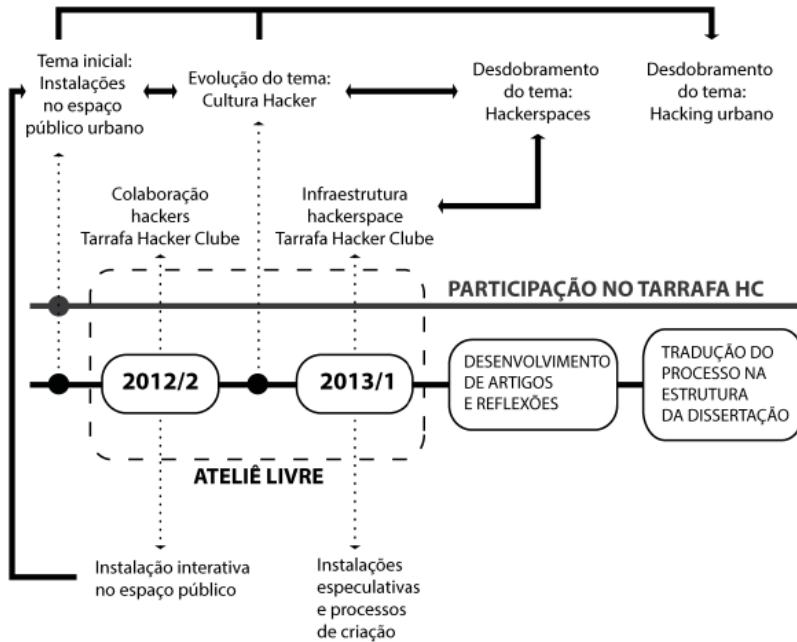 Tema inicial:
Instalações
no espaço
público urbano
Evolução do tema:
Cultura Hacker
Desdobramento
do tema:
Hackerspaces
Desdobramento
do tema:
Hacking urbano
Colaboração
hackers
Tarrafa Hacker Clube
Infraestrutura
hackerspace
Tarrafa Hacker Clube
PARTICIPAÇÃO NO TARRAFA HC
2012/2
2013/1
DESENVOLVIMENTO
DE ARTIGOS
E REFLEXÕES
TRADUÇÃO DO
PROCESSO NA
ESTRUTURA
DA DISSERTAÇÃO
ATELIÊ LIVRE
Instalação interativa
no espaço público
Instalações
especulativas
e processos
de criação